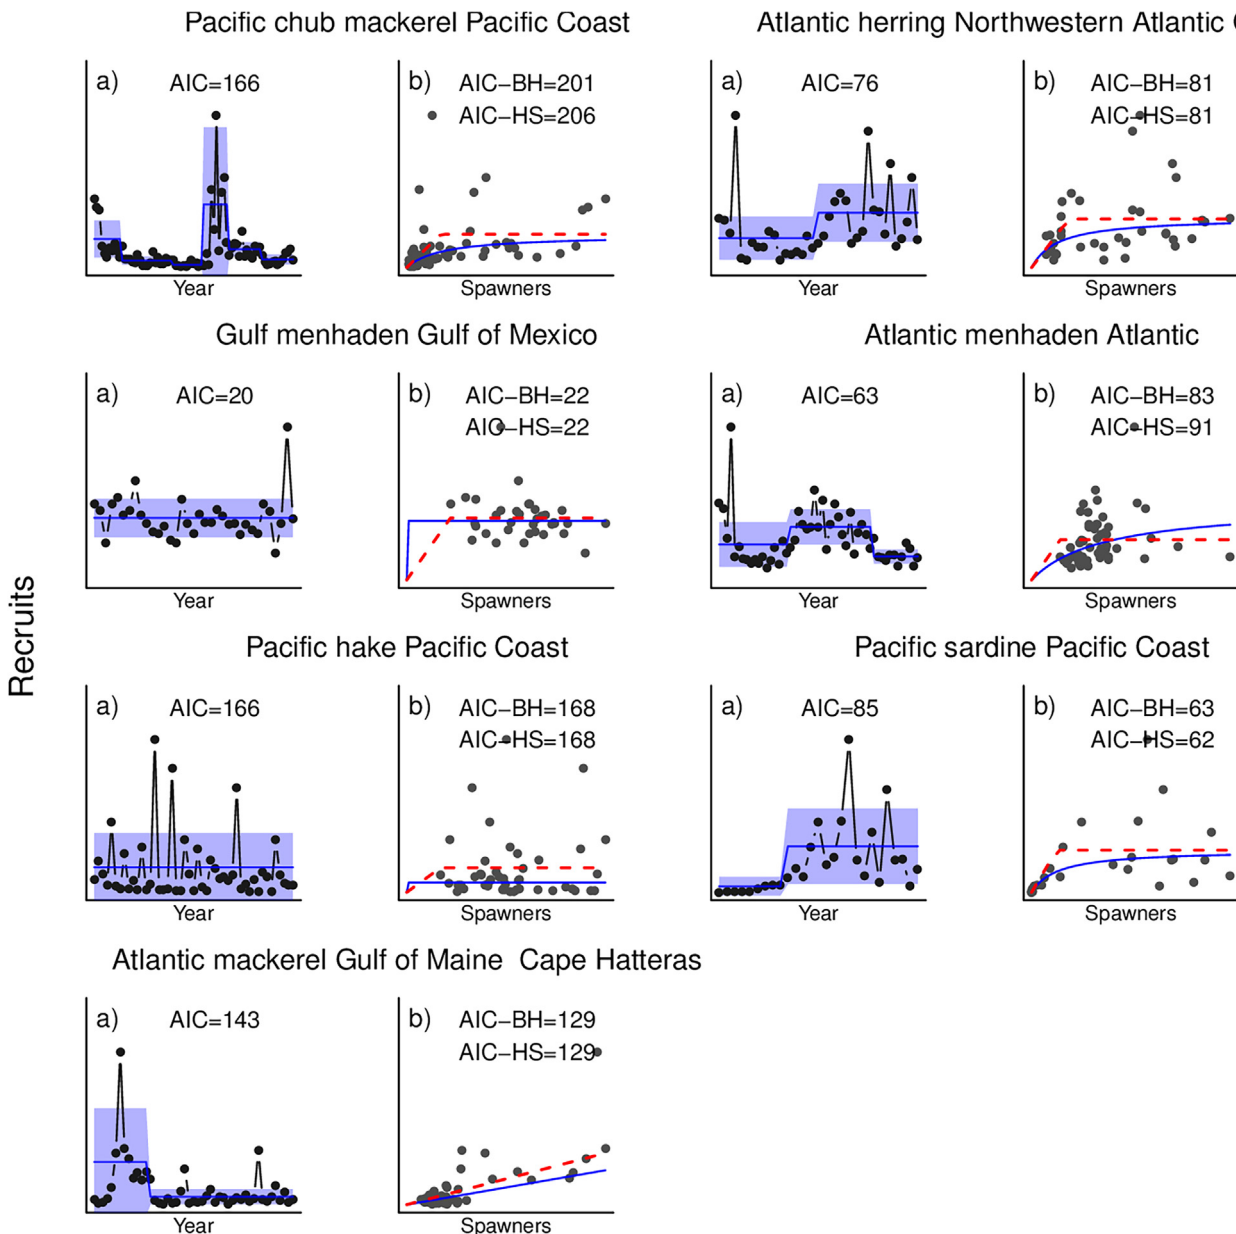 Pacific chub mackerel Pacific Coast
a) AIC=166
b) AIC−BH=201
AIC−HS=206
Year
Spawners
Atlantic herring Northwestern Atlantic
a) AIC=76
b) AIC−BH=81
AIC−HS=81
Year
Spawners
Gulf menhaden Gulf of Mexico
a) AIC=20
b) AIC−BH=22
AIC−HS=22
Year
Spawners
Atlantic menhaden Atlantic
a) AIC=63
b) AIC−BH=83
AIC−HS=91
Year
Spawners
Recruits
Pacific hake Pacific Coast
a) AIC=166
b) AIC−BH=168
AIC−HS=168
Year
Spawners
Pacific sardine Pacific Coast
a) AIC=85
b) AIC−BH=63
AIC−HS=62
Year
Spawners
Atlantic mackerel Gulf of Maine  Cape Hatteras
a) AIC=143
b) AIC−BH=129
AIC−HS=129
Year
Spawners